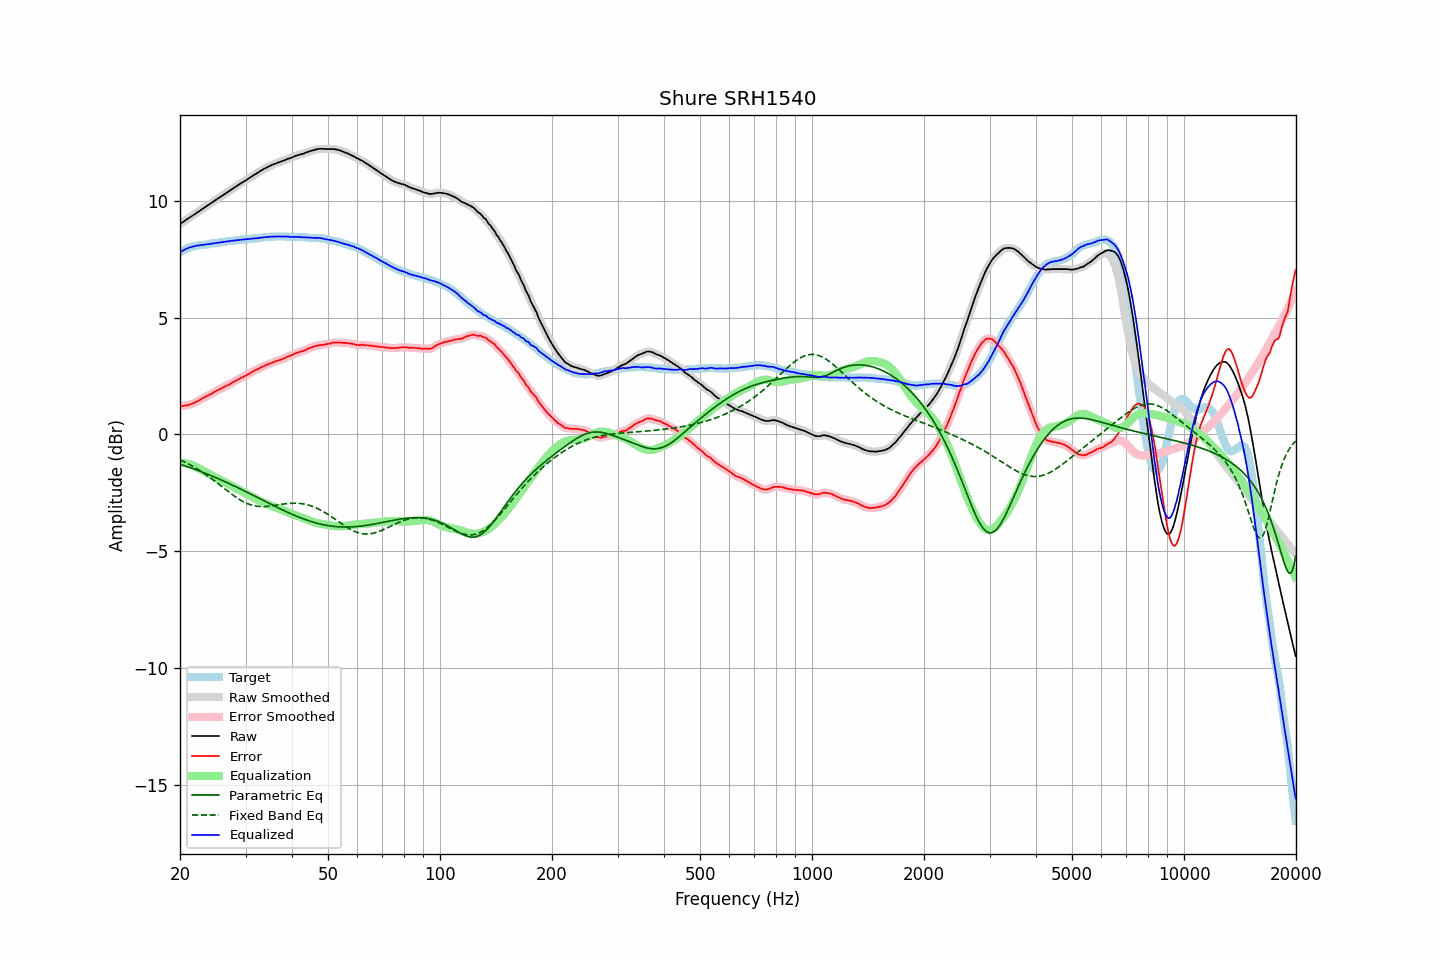 Shure SRH1540
Amplitude (dBr)
10
5
0
−5
−10
−15
Target
Raw Smoothed
Error Smoothed
Raw
Error
Equalization
Parametric Eq
Fixed Band Eq
Equalized
20 50 100 200 500 1000 2000 5000 10000 20000
Frequency (Hz)